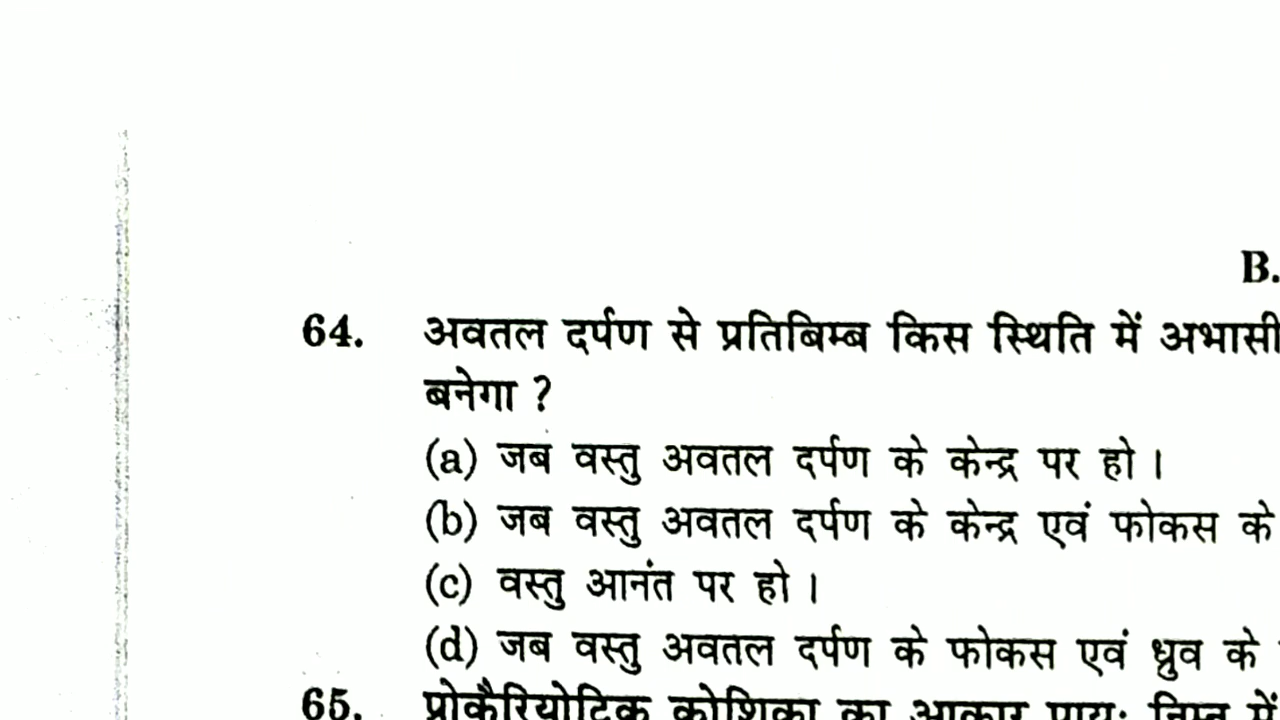 B.
64. अवतल दर्पण से प्रतिबिम्ब किस स्थिति में अभासी
बनेगा ?
(a) जब वस्तु अवतल दर्पण के केन्द्र पर हो ।
(b) जब वस्तु अवतल दर्पण के केन्द्र एवं फोकस के
(c) वस्तु आनंत पर हो ।
(d) जब वस्तु अवतल दर्पण के फोकस एवं ध्रुव के
65. प्रोकैरियोटिक कोशिका का आकार प्रायः निम्न में